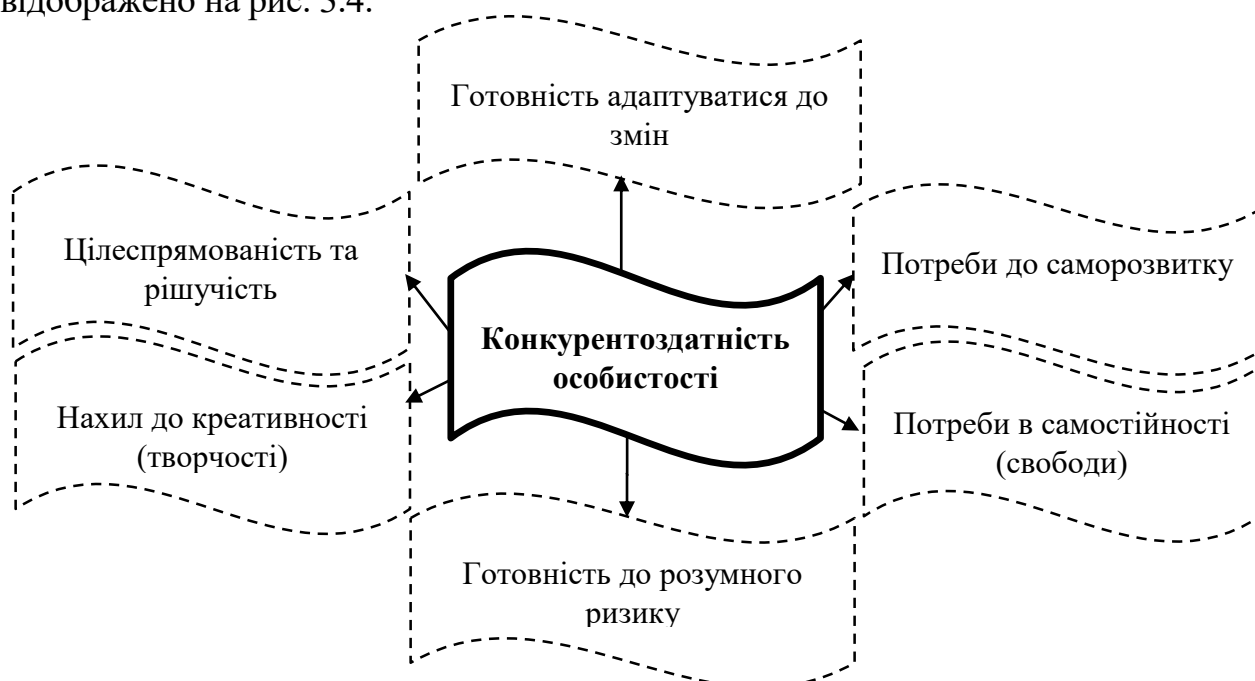 відображено на рис. 3.4.
Готовність адаптуватися до
змін
Цілеспрямованість та
рішучість
Потреби до саморозвитку
Конкурентоздатність
особистості
Нахил до креативності
(творчості)
Потреби в самостійності
(свободи)
Готовність до розумного
ризику